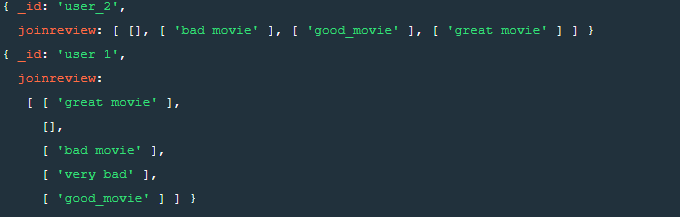 { _id: 'user_2',
joinreview: [ [], [ 'bad movie' ], [ 'good_movie' ], [ 'great movie' ] ] }
{ _id: 'user 1',
joinreview:
[ [ 'great movie' ],
[],
[ 'bad movie' ],
[ 'very bad' ],
[ 'good_movie' ] ] }